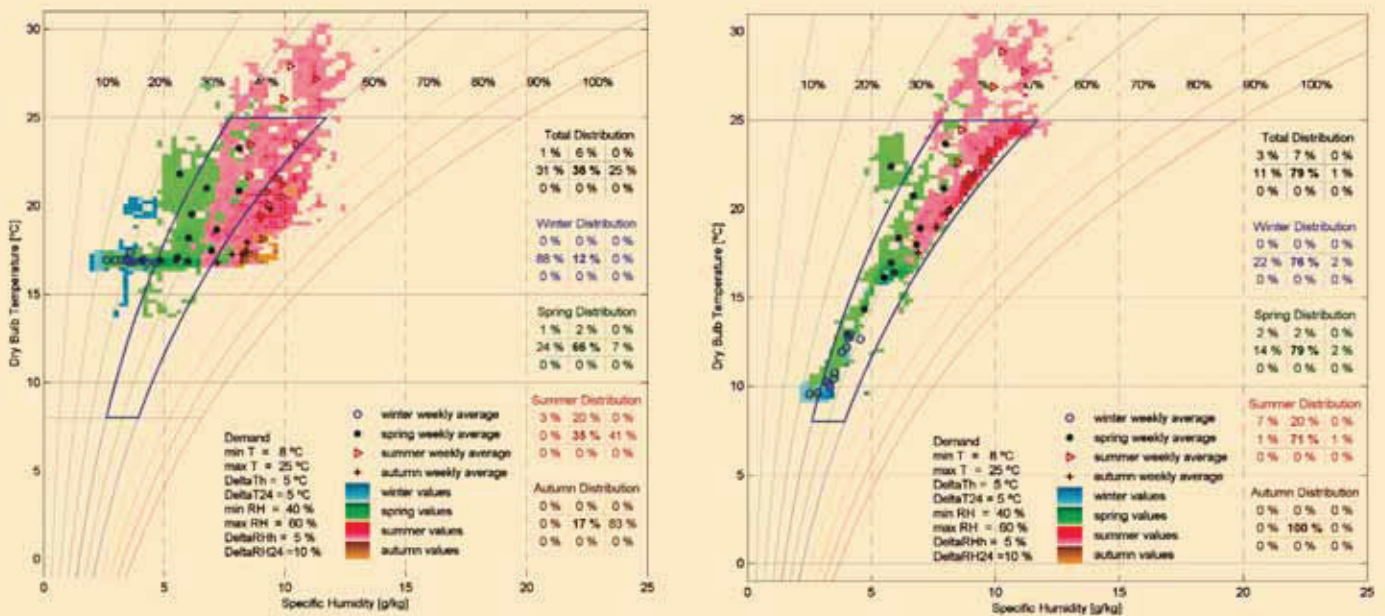 30
25
20
15
10
5
0
Dry Bulb Temperature [ºC]
10% 20% 30% 4 % 60% 70% 80% 90% 100%
Total Distribution
1 % 6 % 0 %
31 % 36 % 25 %
0 % 0 % 0 %
Winter Distribution
0 % 0 % 0 %
88 % 12 % 0 %
0 % 0 % 0 %
Spring Distribution
1 % 2 % 0 %
24 % 66 % 7 %
0 % 0 % 0 %
Summer Distribution
3 % 20 % 0 %
0 % 35 % 41 %
0 % 0 % 0 %
Autumn Distribution
0 % 0 % 0 %
0 % 17 % 83 %
0 % 0 % 0 %
Demand
min T = 8 ºC
max T = 25 ºC
DeltaTh = 5 ºC
DeltaT24 = 5 ºC
min RH = 40 %
max RH = 60 %
DeltaRHh = 5 %
DeltaRH24 =10 %
winter weekly average
spring weekly average
summer weekly average
autumn weekly average
winter values
spring values
summer values
autumn values
0 5 10 15 20 25
Specific Humidity [g/kg]
30
25
20
15
10
5
0
Dry Bulb Temperature [ºC]
10% 20% 30% 40% 50% 60% 70% 80% 90% 100%
Total Distribution
3 % 7 % 0 %
11 % 79 % 1 %
0 % 0 % 0 %
Winter Distribution
0 % 0 % 0 %
22 % 76 % 2 %
0 % 0 % 0 %
Spring Distribution
2 % 2 % 0 %
14 % 79 % 2 %
0 % 0 % 0 %
Summer Distribution
7 % 20 % 0 %
1 % 71 % 1 %
0 % 0 % 0 %
Autumn Distribution
0 % 0 % 0 %
0 % 100 % 0 %
0 % 0 % 0 %
Demand
min T = 8 ºC
max T = 25 ºC
DeltaTh = 5 ºC
DeltaT24 = 5 ºC
min RH = 40 %
max RH = 60 %
DeltaRHh = 5 %
DeltaRH24 =10 %
winter weekly average
spring weekly average
summer weekly average
autumn weekly average
winter values
spring values
summer values
autumn values
0 5 10 15 20 25
Specific Humidity [g/kg]